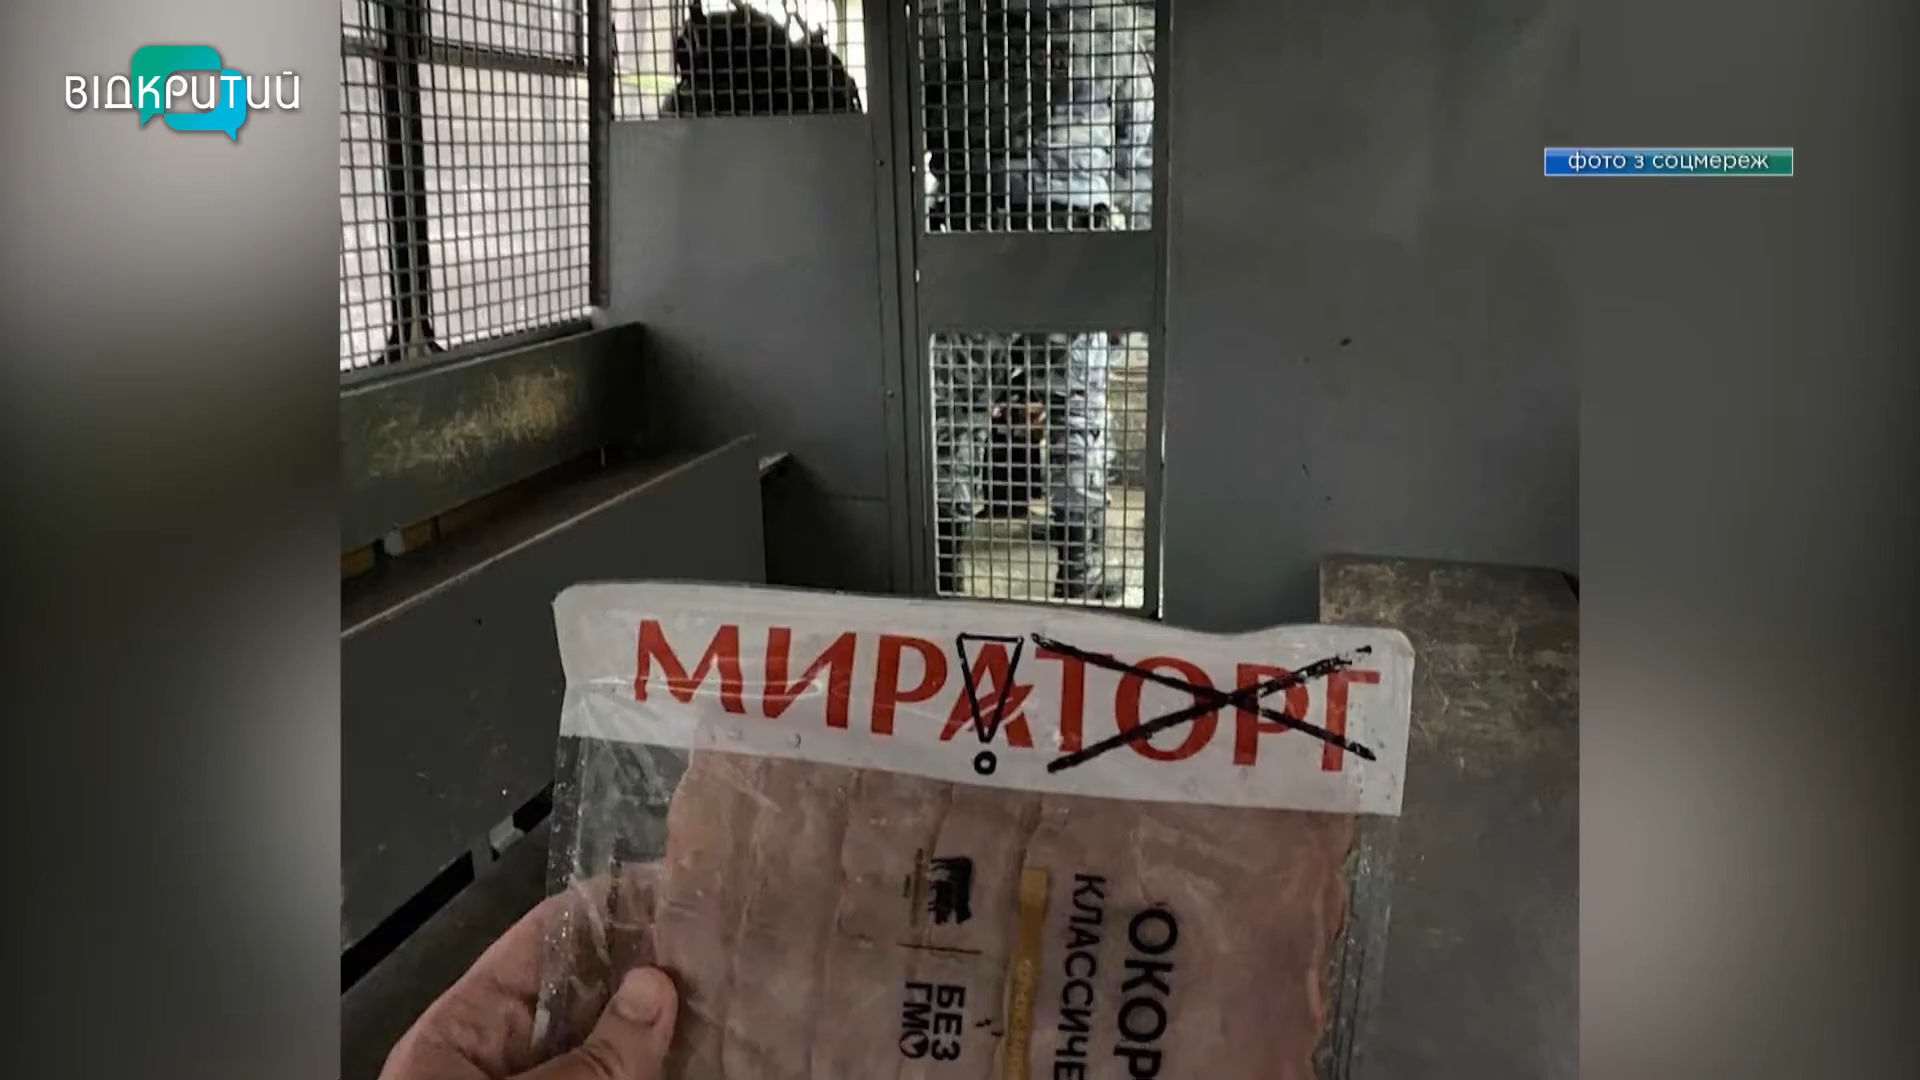 ВІДКРИТИЙ
фото з соцмереж
МИРАТОРГ
!
ОКОР
КЛАССИЧЕ
БЕЗ
ГМО